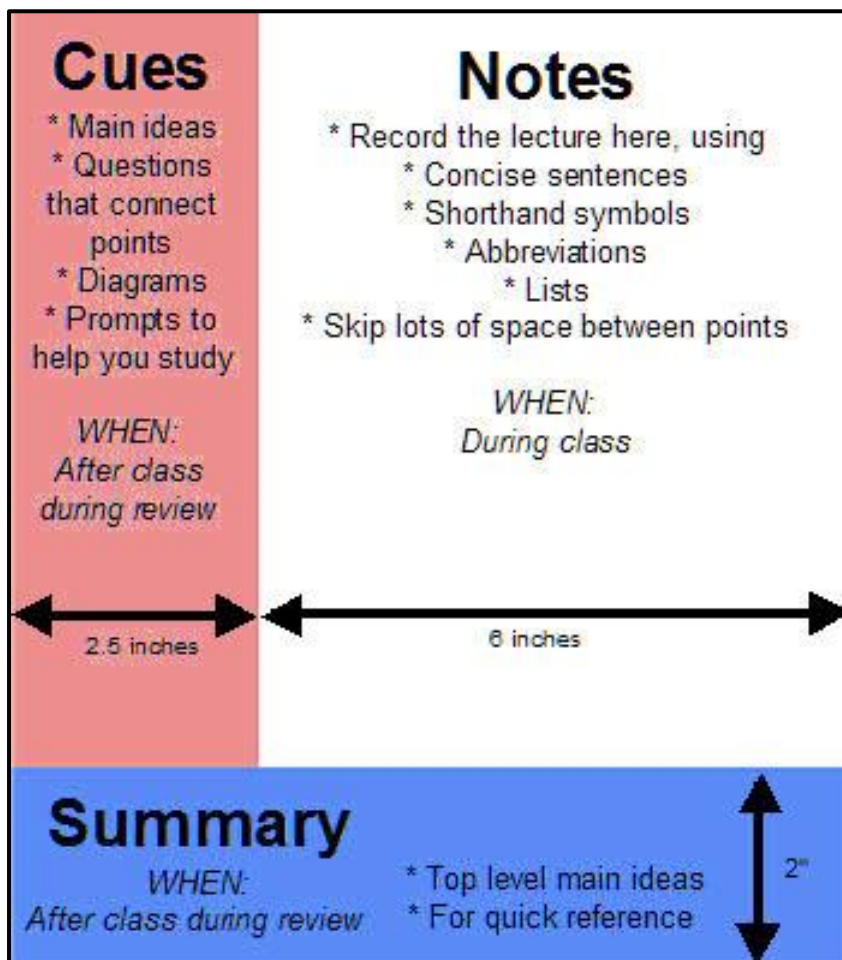 Cues
* Main ideas
* Questions
that connect
points
* Diagrams
* Prompts to
help you study
WHEN:
After class
during review
2.5 inches
Notes
* Record the lecture here, using
* Concise sentences
* Shorthand symbols
* Abbreviations
* Lists
* Skip lots of space between points
WHEN:
During class
6 inches
Summary
WHEN:
After class during review
* Top level main ideas
* For quick reference
2"